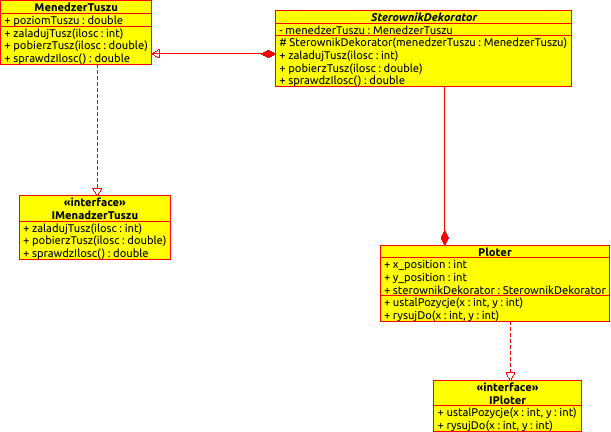 MenedzerTuszu
+ poziomTuszu : double
+ zaladujTusz(ilosc : int)
+ pobierzTusz(ilosc : double)
+ sprawdzIlosc() : double
SterownikDekorator
- menedzerTuszu : MenedzerTuszu
# SterownikDekorator(menedzerTuszu : MenedzerTuszu)
+ zaladujTusz(ilosc : int)
+ pobierzTusz(ilosc : double)
+ sprawdzIlosc() : double
«interface»
IMenadzerTuszu
+ zaladujTusz(ilosc : int)
+ pobierzTusz(ilosc : double)
+ sprawdzIlosc() : double
Ploter
+ x_position : int
+ y_position : int
+ sterownikDekorator : SterownikDekorator
+ ustalPozycje(x : int, y : int)
+ rysujDo(x : int, y : int)
«interface»
IPloter
+ ustalPozycje(x : int, y : int)
+ rysujDo(x : int, y : int)